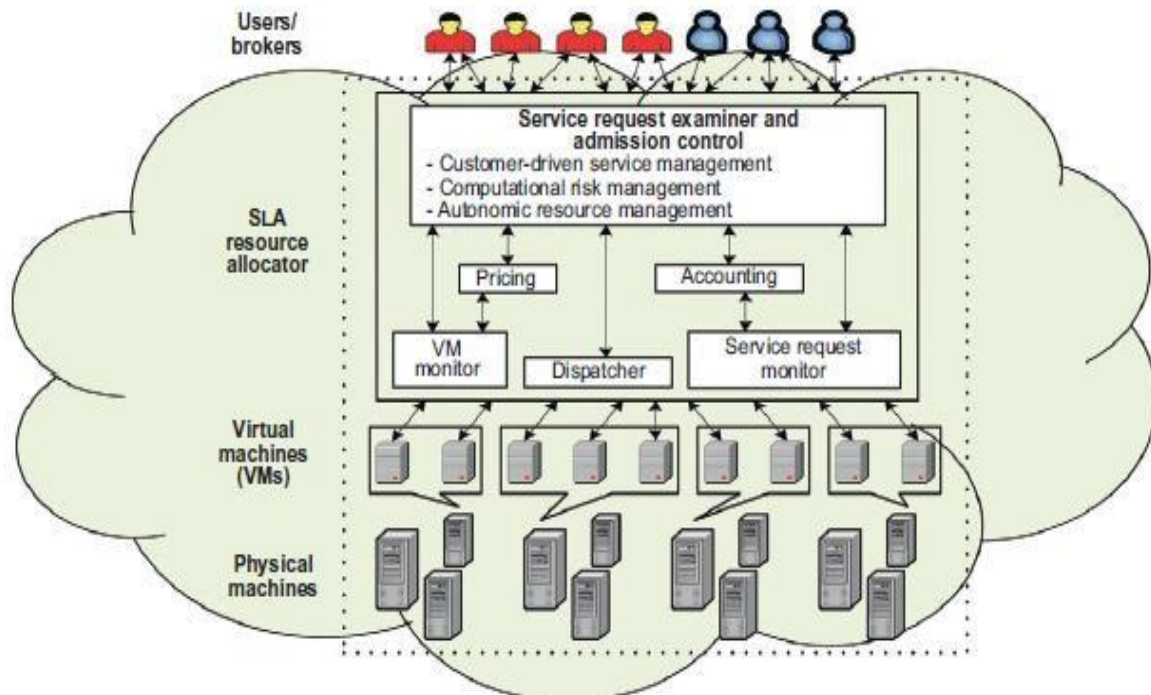 Users/
brokers
Service request examiner and
admission control
- Customer-driven service management
- Computational risk management
- Autonomic resource management
SLA
resource
allocator
Pricing
Accounting
VM
monitor
Dispatcher
Service request
monitor
Virtual
machines
(VMs)
Physical
machines